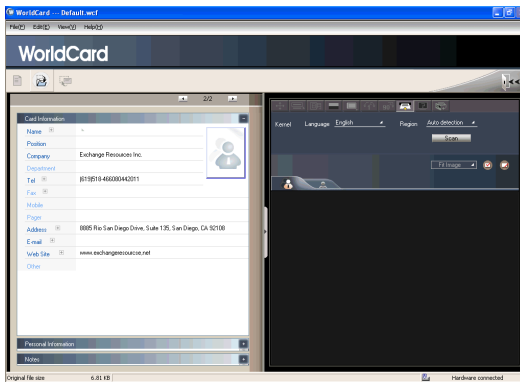 WorldCard --- Default.wcf
File(F) Edit(E) View(V) Help(H)
WorldCard
2/2
Card Information
Name
Position
Company Exchange Resources Inc.
Department
Tel (619)518-466080442011
Fax
Mobile
Pager
Address 8885 Rio San Diego Drive, Suite 135, San Diego, CA 92108
E-mail
Web Site www.exchangeresourcse,net
Other
Personal Information
Notes
Kernel Language English Region Auto detection
Scan
Fit Image
Original file size 6.81 KB Hardware connected